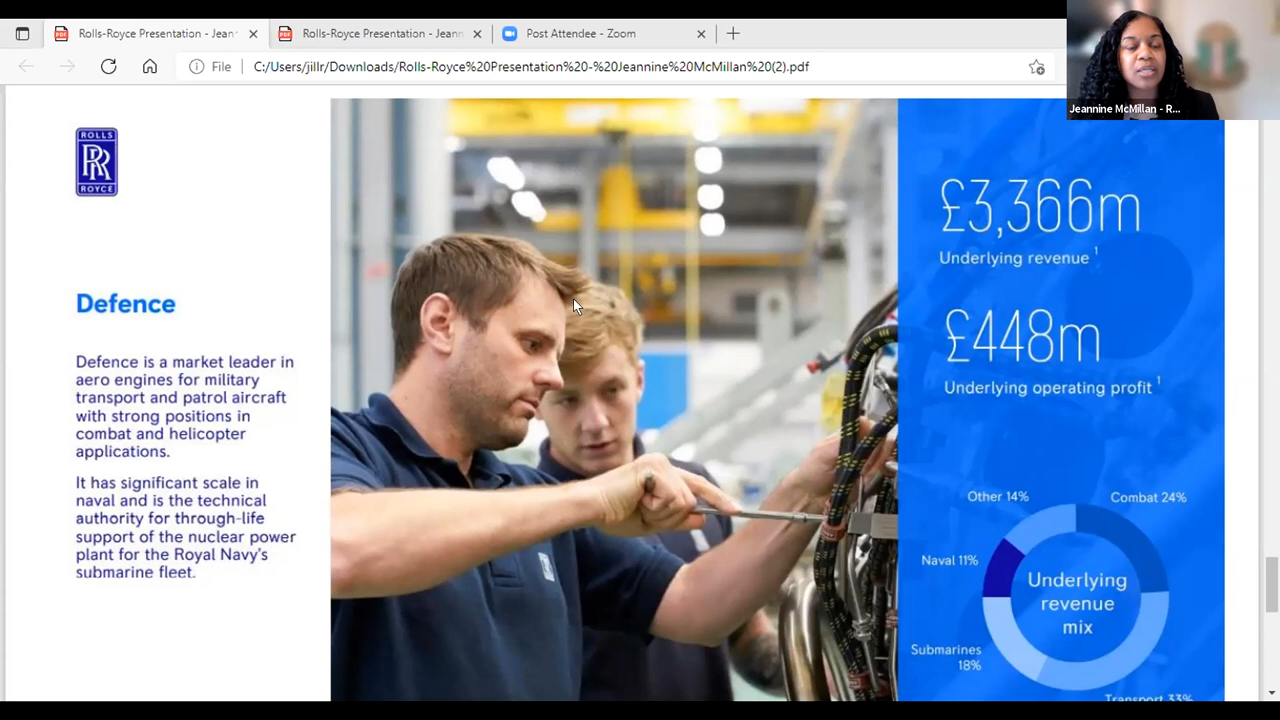 Rolls-Royce Presentation - Jean
Rolls-Royce Presentation - Jeann
Post Attendee - Zoom
File
C:/Users/jillr/Downloads/Rolls-Royce%20Presentation%20-%20Jeannine%20McMillan%20(2).pdf
Jeannine McMillan - R...
ROLLS
RR
ROYCE
Defence
Defence is a market leader in
aero engines for military
transport and patrol aircraft
with strong positions in
combat and helicopter
applications.
It has significant scale in
naval and is the technical
authority for through-life
support of the nuclear power
plant for the Royal Navy's
submarine fleet.
£3,366m
Underlying revenue 1
£448m
Underlying operating profit 1
Other 14%
Combat 24%
Naval 11%
Underlying
revenue
mix
Submarines
18%
Transport 33%